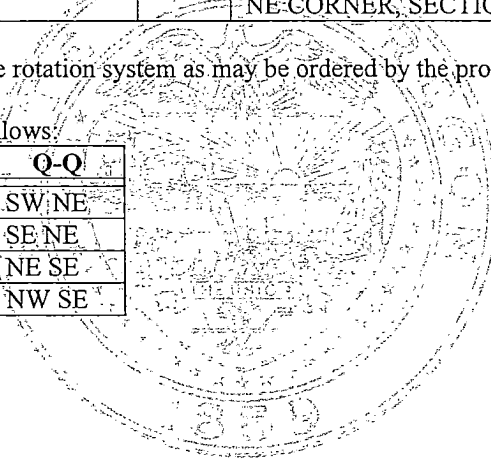 NE CORNER, SECTIO
e rotation system as may be ordered by the pro
lows:
Q-Q
SW NE
SE NE
NE SE
NW SE